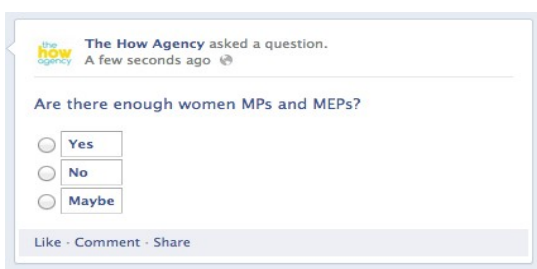 the
how
agency
The How Agency asked a question.
A few seconds ago
Are there enough women MPs and MEPs?
Yes
No
Maybe
Like · Comment · Share